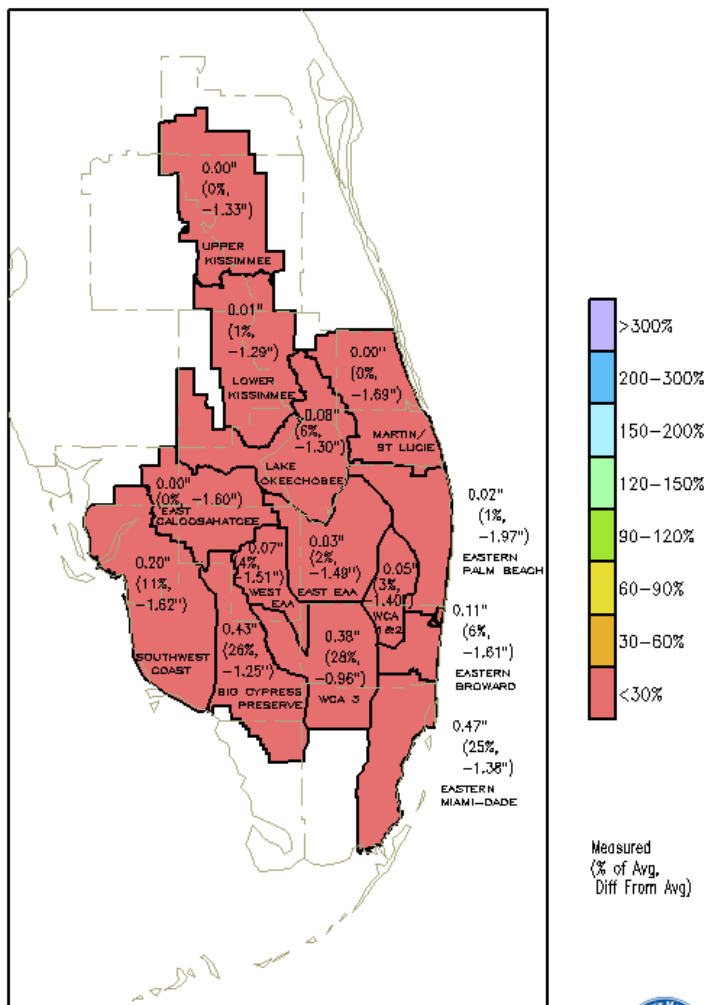 0.00"
(0%,
-1.33")
UPPER
KISSIMMEE
0.01"
(1%,
-1.29")
LOWER
KISSIMMEE
0.00"
(0%,
-1.69")
MARTIN/
ST LUCIE
0.08"
(6%,
-1.30")
LAKE
OKEECHOBEE
0.00"
(0%, -1.60")
EAST
CALOOSAHATCEE
0.02"
(1%,
-1.97")
EASTERN
PALM BEACH
0.20"
(11%,
-1.62")
SOUTHWEST
COAST
0.07"
(4%,
-1.51")
WEST
EAA
0.03"
(2%,
-1.49")
EAST EAA
0.05"
(3%,
-1.40")
WCA
1&2
0.11"
(6%,
-1.61")
EASTERN
BROWARD
0.43"
(26%,
-1.25")
BIG CYPRESS
PRESERVE
0.38"
(28%,
-0.96")
WCA 3
0.47"
(25%,
-1.38")
EASTERN
MIAMI-DADE
>300%
200-300%
150-200%
120-150%
90-120%
60-90%
30-60%
<30%
Measured
(% of Avg,
Diff From Avg)